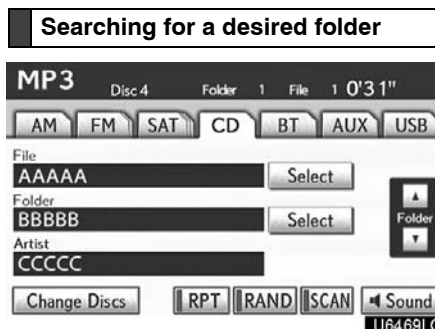 Searching for a desired folder
MP3 Disc 4 Folder 1 File 1 0'31"
AM FM SAT CD BT AUX USB
File
AAAAA Select
Folder
BBBBB Select
Folder
Artist
CCCCC
Change Discs RPT RAND SCAN Sound